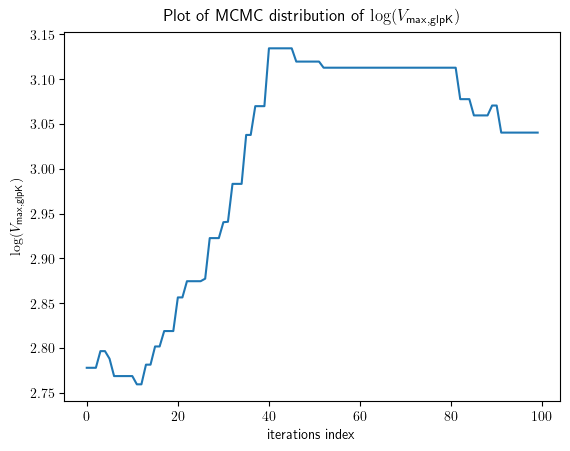 Plot of MCMC distribution of log(V_max,glpK)
3.15
3.10
3.05
3.00
2.95
2.90
2.85
2.80
2.75
log(V_max,glpK)
0 20 40 60 80 100
iterations index